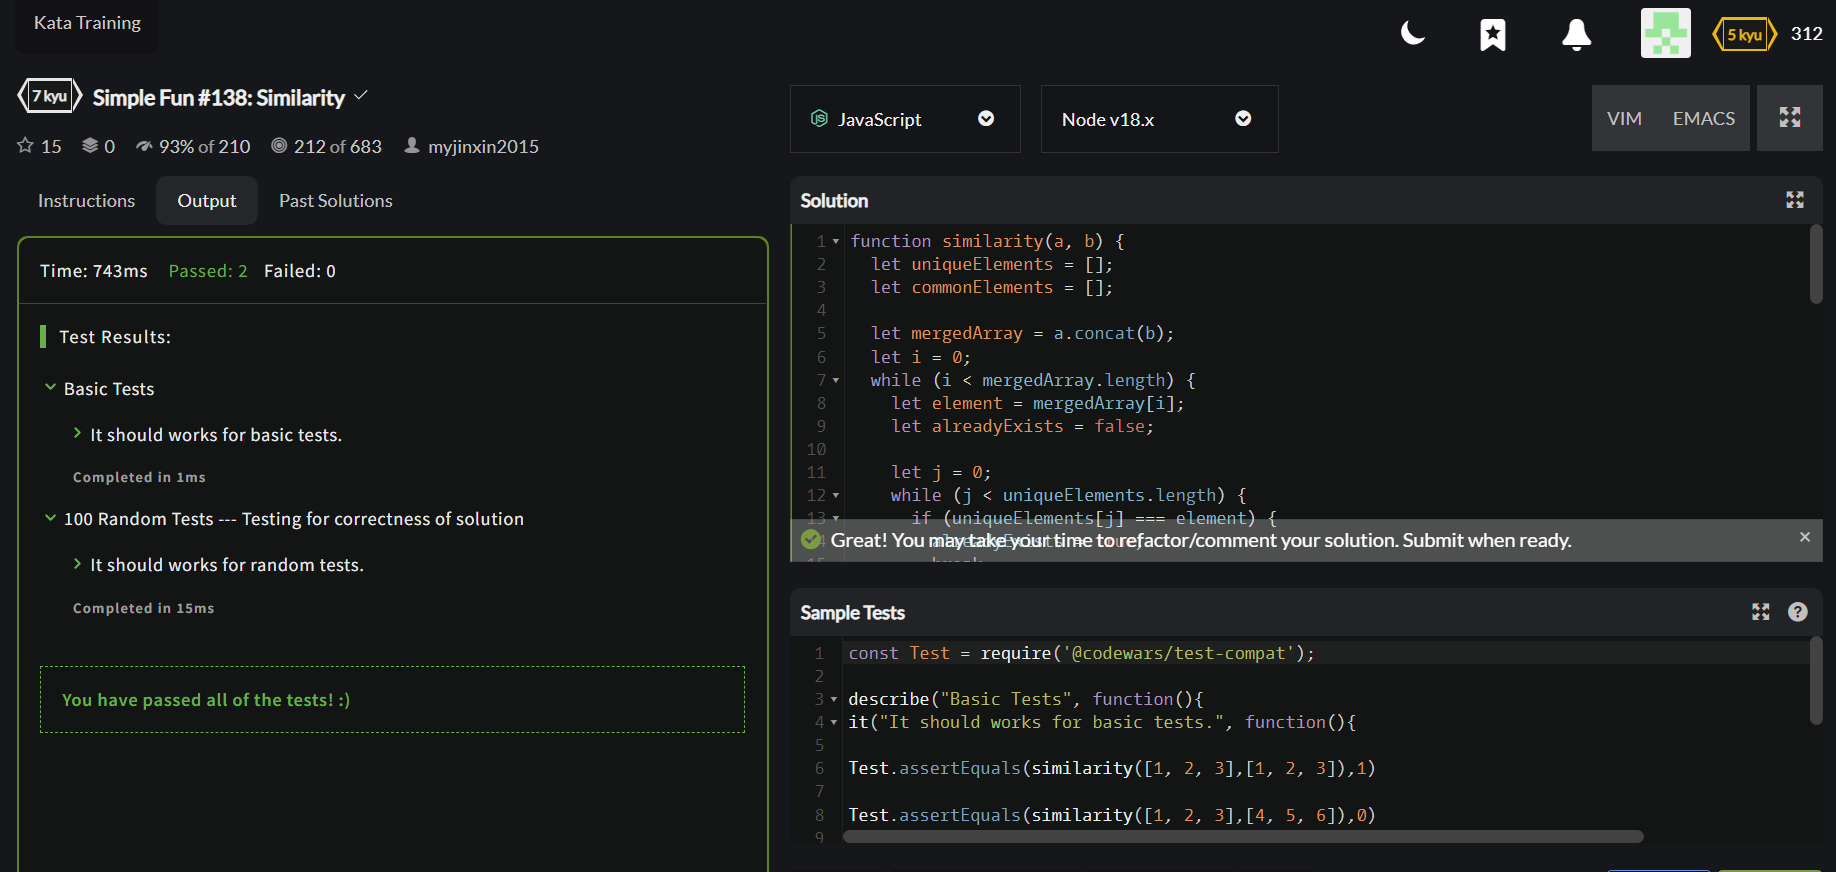 Kata Training
5 kyu 312
7 kyu Simple Fun #138: Similarity
15 0 93% of 210 212 of 683 myjinxin2015
Instructions Output Past Solutions
Time: 743ms Passed: 2 Failed: 0
Test Results:
Basic Tests
It should works for basic tests.
Completed in 1ms
100 Random Tests --- Testing for correctness of solution
It should works for random tests.
Completed in 15ms
You have passed all of the tests! :)
JS JavaScript Node v18.x VIM EMACS
Solution
1 function similarity(a, b) {
2 let uniqueElements = [];
3 let commonElements = [];
4
5 let mergedArray = a.concat(b);
6 let i = 0;
7 while (i < mergedArray.length) {
8 let element = mergedArray[i];
9 let alreadyExists = false;
10
11 let j = 0;
12 while (j < uniqueElements.length) {
13 if (uniqueElements[j] === element) {
Great! You may take your time to refactor/comment your solution. Submit when ready.
Sample Tests
1 const Test = require('@codewars/test-compat');
2
3 describe("Basic Tests", function(){
4 it("It should works for basic tests.", function(){
5
6 Test.assertEquals(similarity([1, 2, 3],[1, 2, 3]),1)
7
8 Test.assertEquals(similarity([1, 2, 3],[4, 5, 6]),0)
9